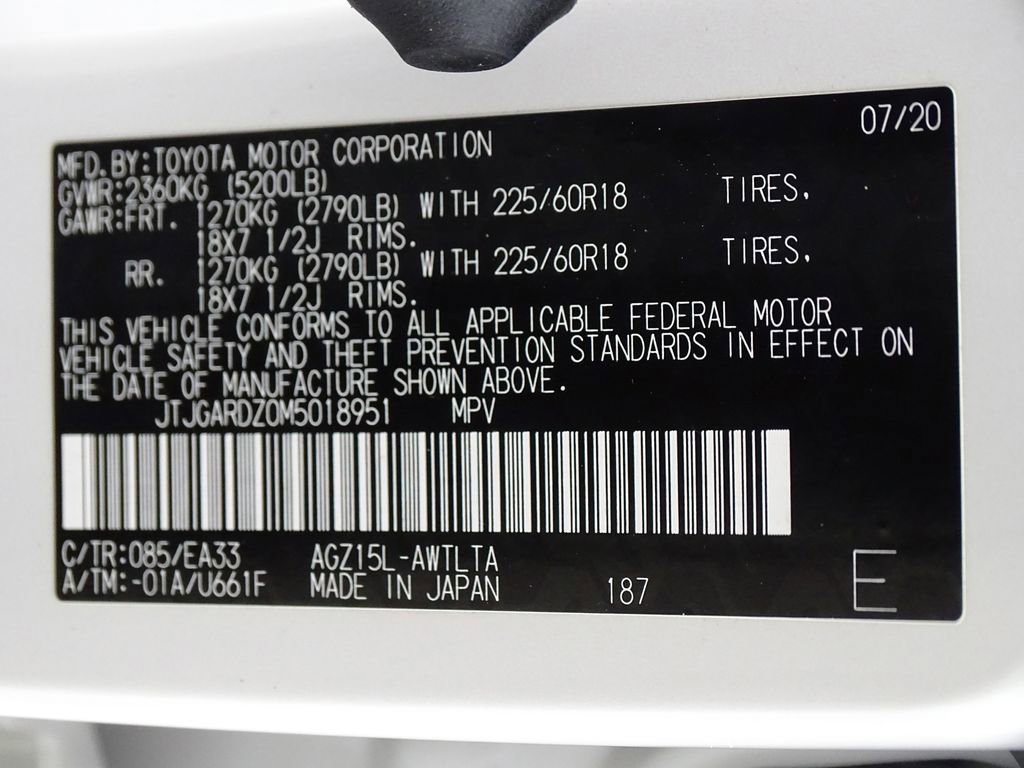 07/20
MFD. BY: TOYOTA MOTOR CORPORATION
GVWR: 2360KG (5200LB)
GAWR: FRT. 1270KG (2790LB) WITH 225/60R18 TIRES,
18X7 1/2J RIMS.
RR. 1270KG (2790LB) WITH 225/60R18 TIRES,
18X7 1/2J RIMS.
THIS VEHICLE CONFORMS TO ALL APPLICABLE FEDERAL MOTOR
VEHICLE SAFETY AND THEFT PREVENTION STANDARDS IN EFFECT ON
THE DATE OF MANUFACTURE SHOWN ABOVE.
JTJGARDZ0M5018951 MPV
C/TR: 085/EA33 AGZ15L-AWTLTA
A/TM: -01A/U661F MADE IN JAPAN 187 E